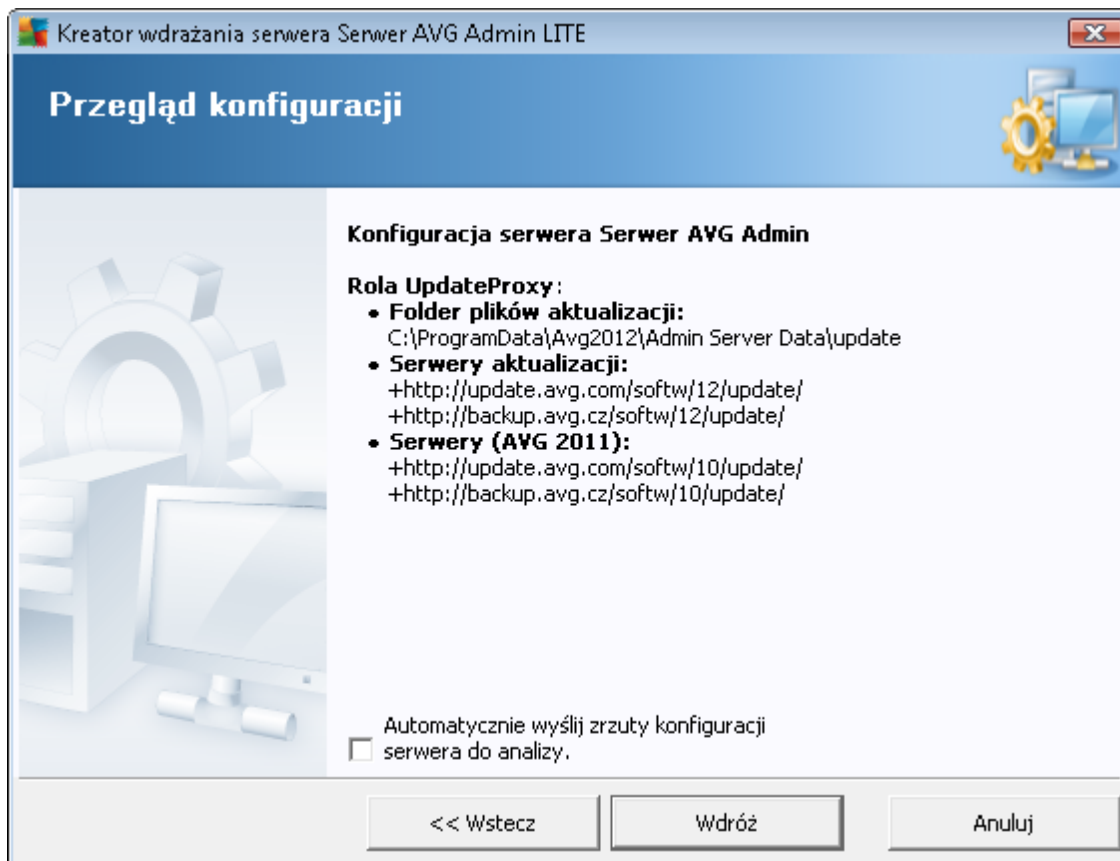 Kreator wdrażania serwera Serwer AVG Admin LITE
Przegląd konfiguracji
Konfiguracja serwera Serwer AVG Admin
Rola UpdateProxy:
• Folder plików aktualizacji:
C:\ProgramData\Avg2012\Admin Server Data\update
• Serwery aktualizacji:
+http://update.avg.com/softw/12/update/
+http://backup.avg.cz/softw/12/update/
• Serwery (AVG 2011):
+http://update.avg.com/softw/10/update/
+http://backup.avg.cz/softw/10/update/
Automatycznie wyślij zrzuty konfiguracji
serwera do analizy.
<< Wstecz
Wdróż
Anuluj